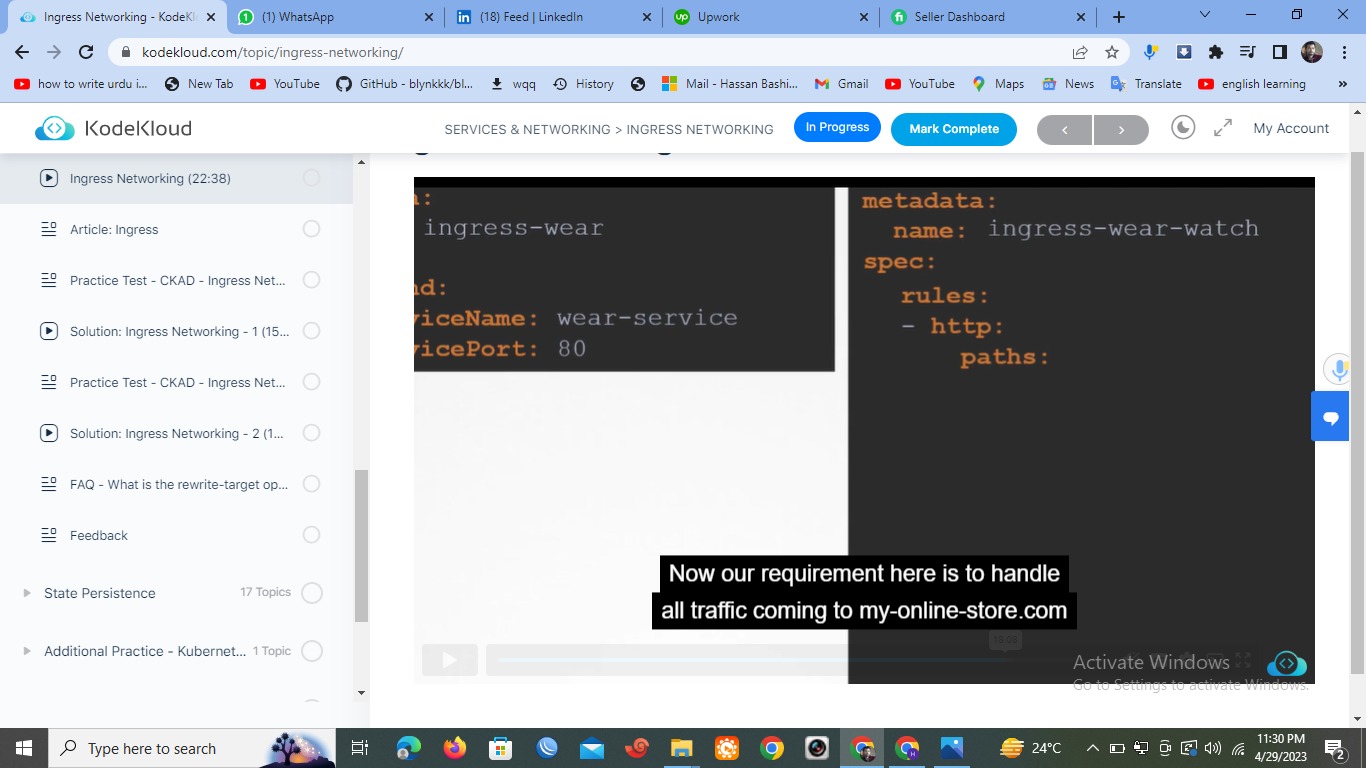 Ingress Networking - KodeKl
(1) WhatsApp
(18) Feed | LinkedIn
Upwork
Seller Dashboard
kodekloud.com/topic/ingress-networking/
how to write urdu i...
New Tab
YouTube
GitHub - blynkkk/bl...
wqq
History
Mail - Hassan Bashi...
Gmail
YouTube
Maps
News
Translate
english learning
»
KodeKloud
SERVICES & NETWORKING > INGRESS NETWORKING
In Progress
Mark Complete
My Account
Ingress Networking (22:38)
Article: Ingress
Practice Test - CKAD - Ingress Net...
Solution: Ingress Networking - 1 (15...
Practice Test - CKAD - Ingress Net...
Solution: Ingress Networking - 2 (1...
FAQ - What is the rewrite-target op...
Feedback
State Persistence
17 Topics
Additional Practice - Kubernet...
1 Topic
ingress-wear
nd:
viceName: wear-service
vicePort: 80
metadata:
name: ingress-wear-watch
spec:
rules:
- http:
paths:
Now our requirement here is to handle
all traffic coming to my-online-store.com
Activate Windows
Go to Settings to activate Windows.
Type here to search
24°C
11:30 PM
4/29/2023
2